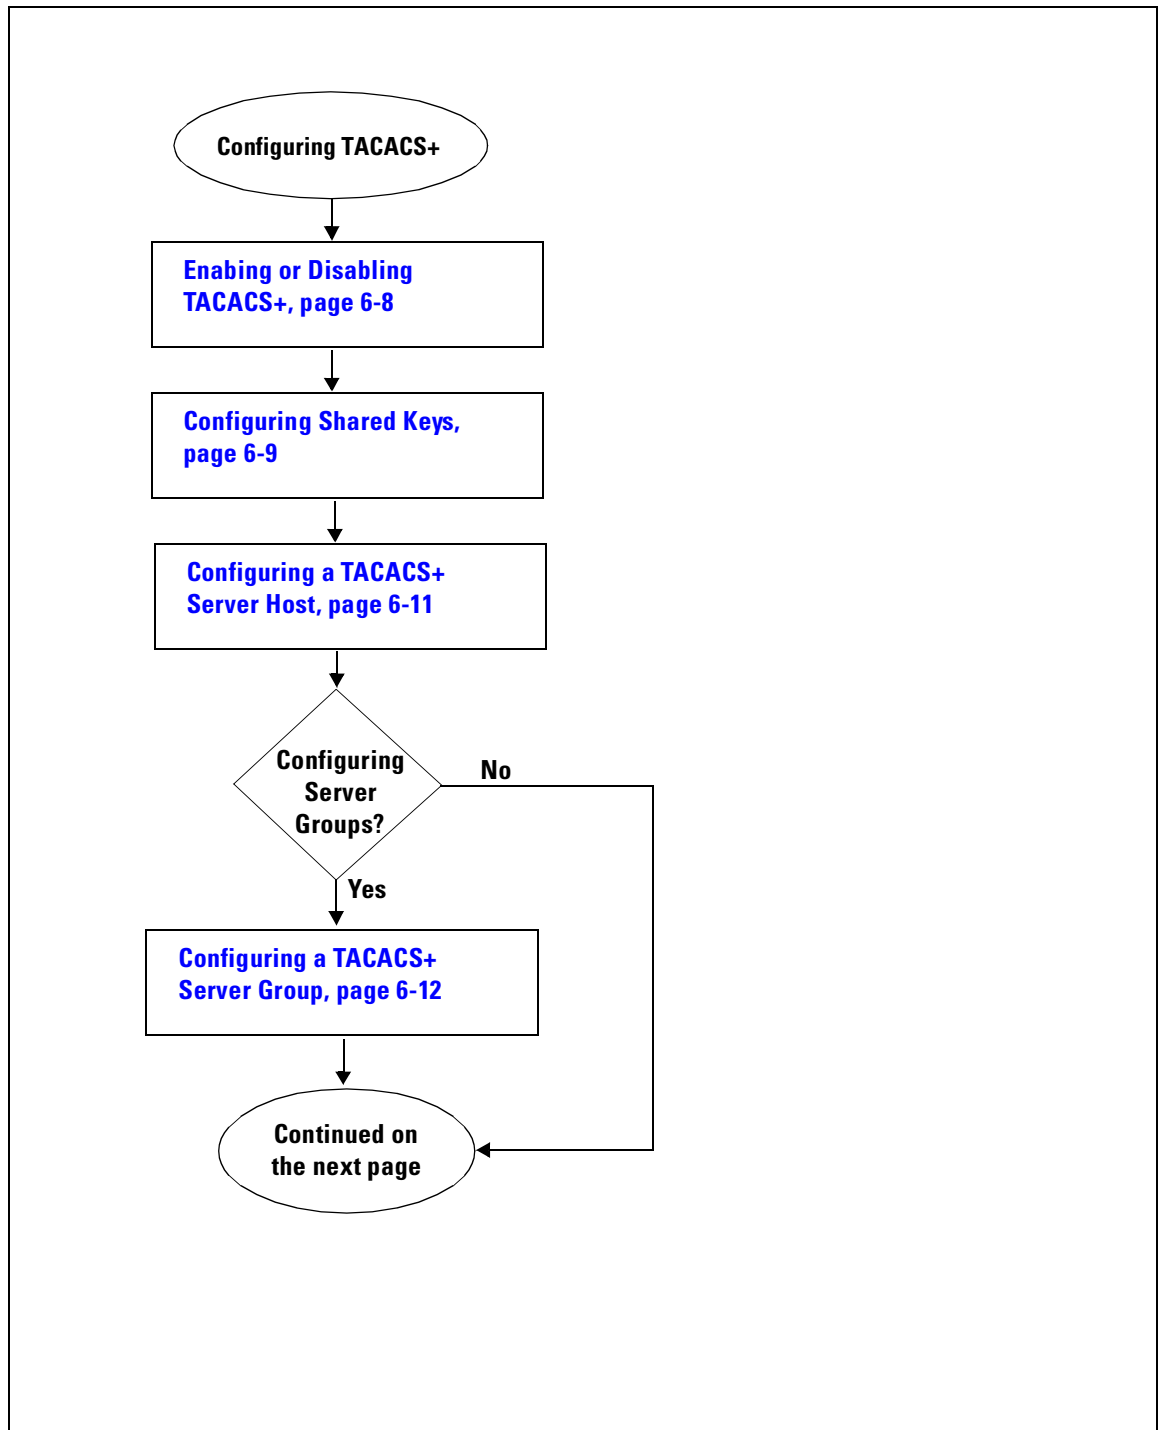 Configuring TACACS+
Enabing or Disabling
TACACS+, page 6-8
Configuring Shared Keys,
page 6-9
Configuring a TACACS+
Server Host, page 6-11
Configuring
Server
Groups?
No
Yes
Configuring a TACACS+
Server Group, page 6-12
Continued on
the next page